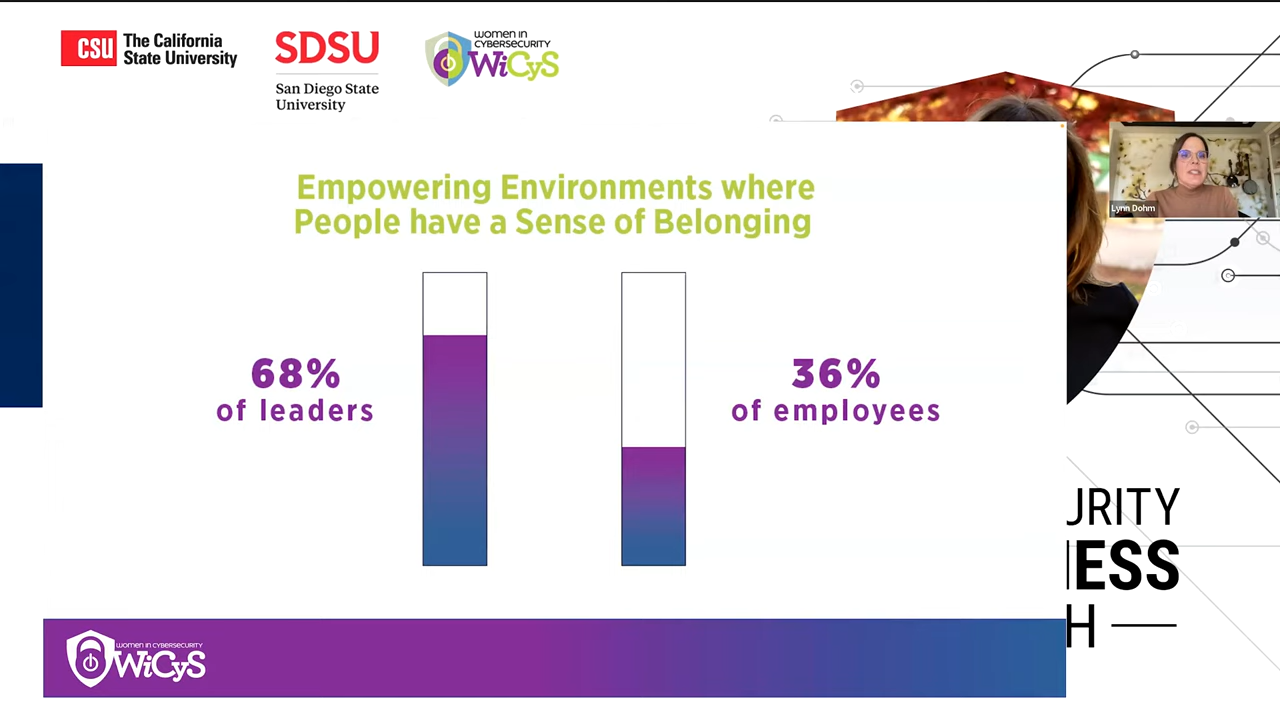 CSU The California
State University
SDSU
San Diego State
University
women in
CYBERSECURITY
WiCyS
Lynn Dohm
Empowering Environments where
People have a Sense of Belonging
68%
of leaders
36%
of employees
URITY
ESS
H
women in CYBERSECURITY
WiCyS